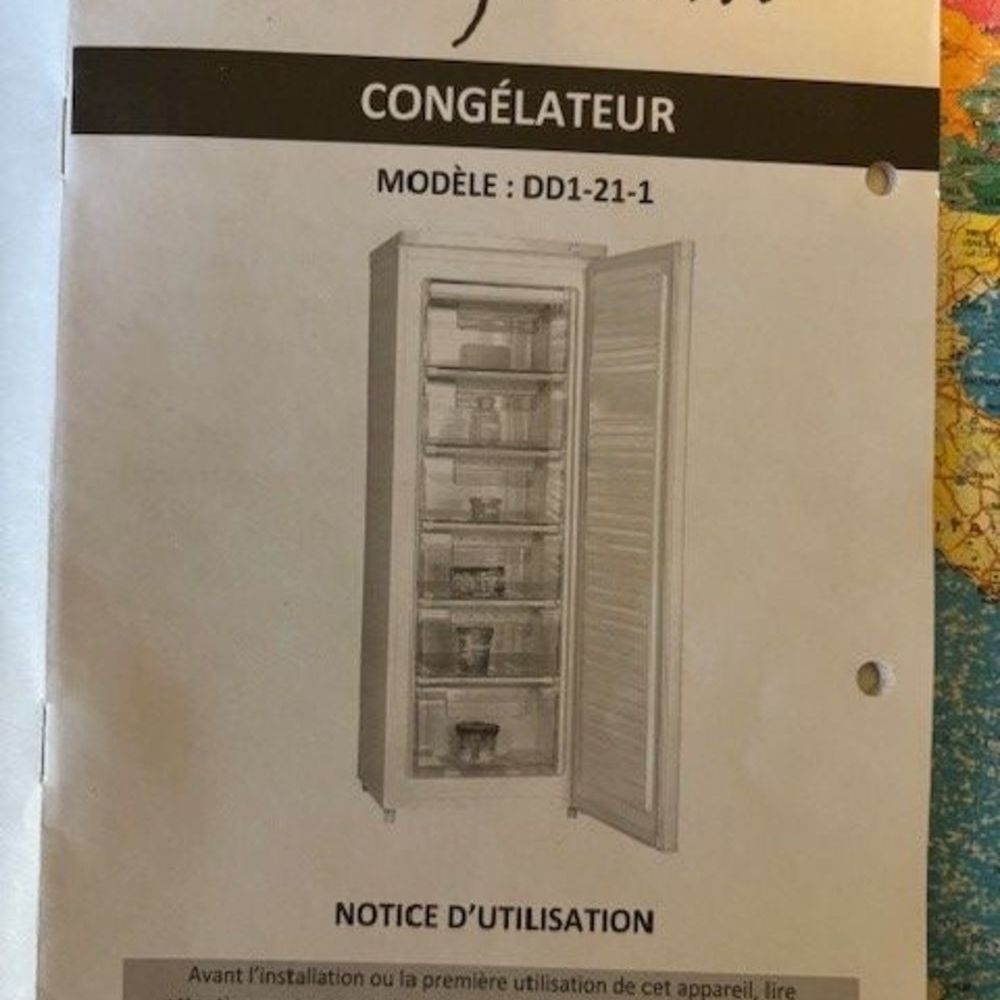 CONGÉLATEUR
MODÈLE : DD1-21-1
NOTICE D'UTILISATION
Avant l'installation ou la première utilisation de cet appareil, lire